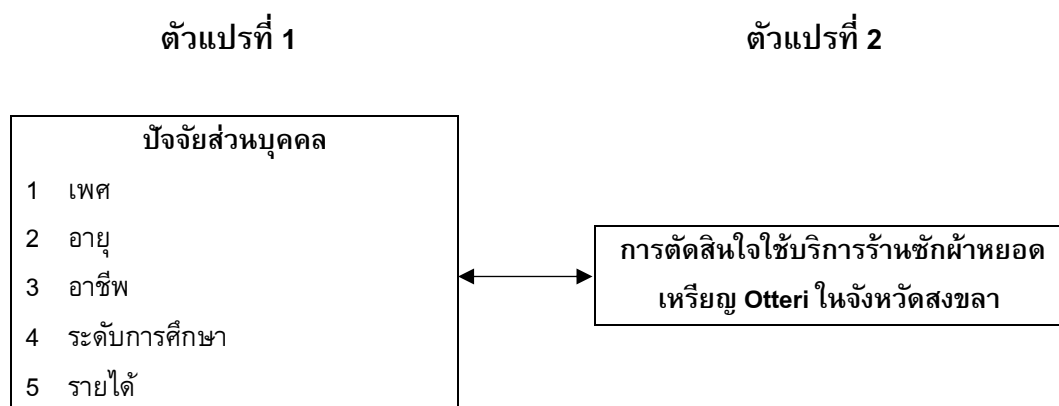 ตัวแปรที่ 1
ตัวแปรที่ 2
ปัจจัยส่วนบุคคล
1 เพศ
2 อายุ
3 อาชีพ
4 ระดับการศึกษา
5 รายได้
การตัดสินใจใช้บริการร้านซักผ้าหยอด
เหรียญ Otteri ในจังหวัดสงขลา